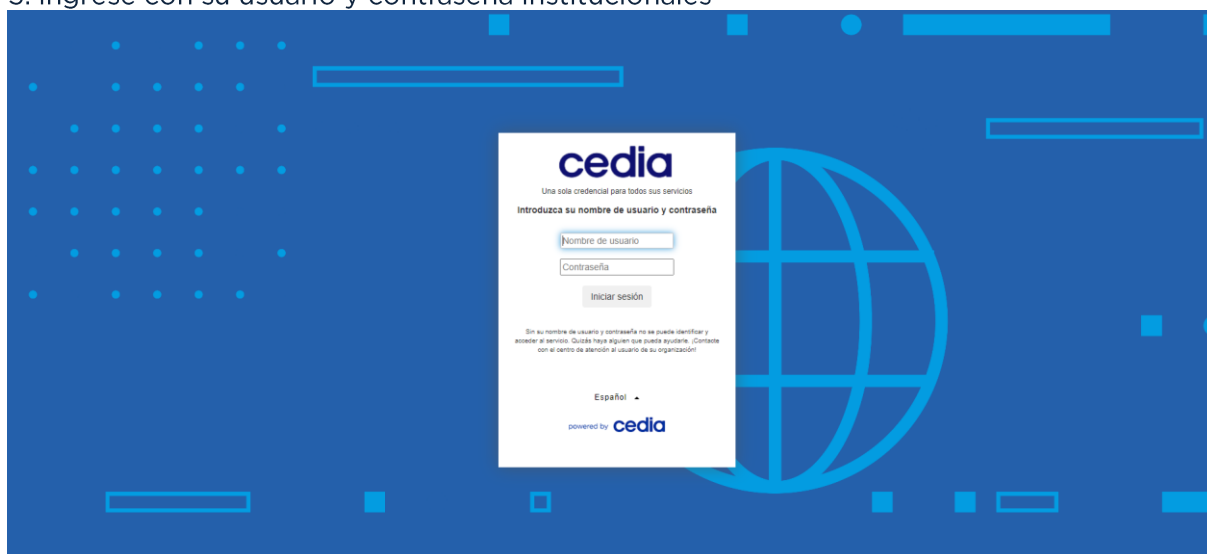 Ingrese con su usuario y contraseña institucionales
cedia
Una sola credencial para todos sus servicios
Introduzca su nombre de usuario y contraseña
Nombre de usuario
Contraseña
Iniciar sesión
Sin su nombre de usuario y contraseña no se puede identificar y
acceder al servicio. Quizás haya alguien que pueda ayudarle. ¡Contacte
con el centro de atención al usuario de su organización!
Español
powered by cedia